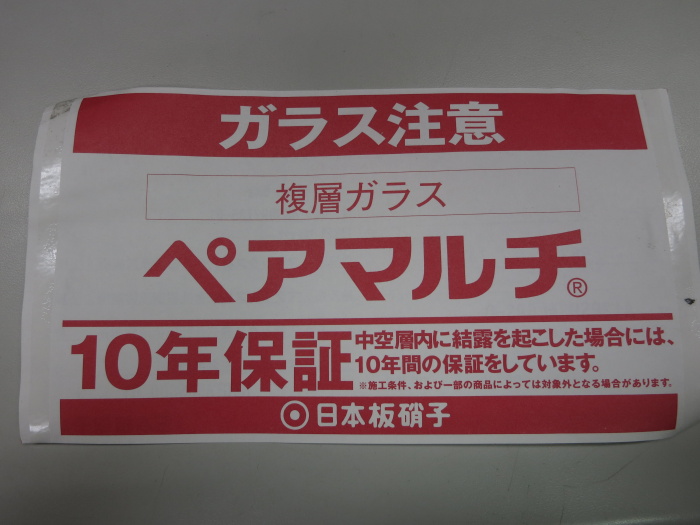 ガラス注意
複層ガラス
ペアマルチ®
10年保証
中空層内に結露を起こした場合には、
10年間の保証をしています。
※施工条件、および一部の商品によっては対象外となる場合があります。
日本板硝子